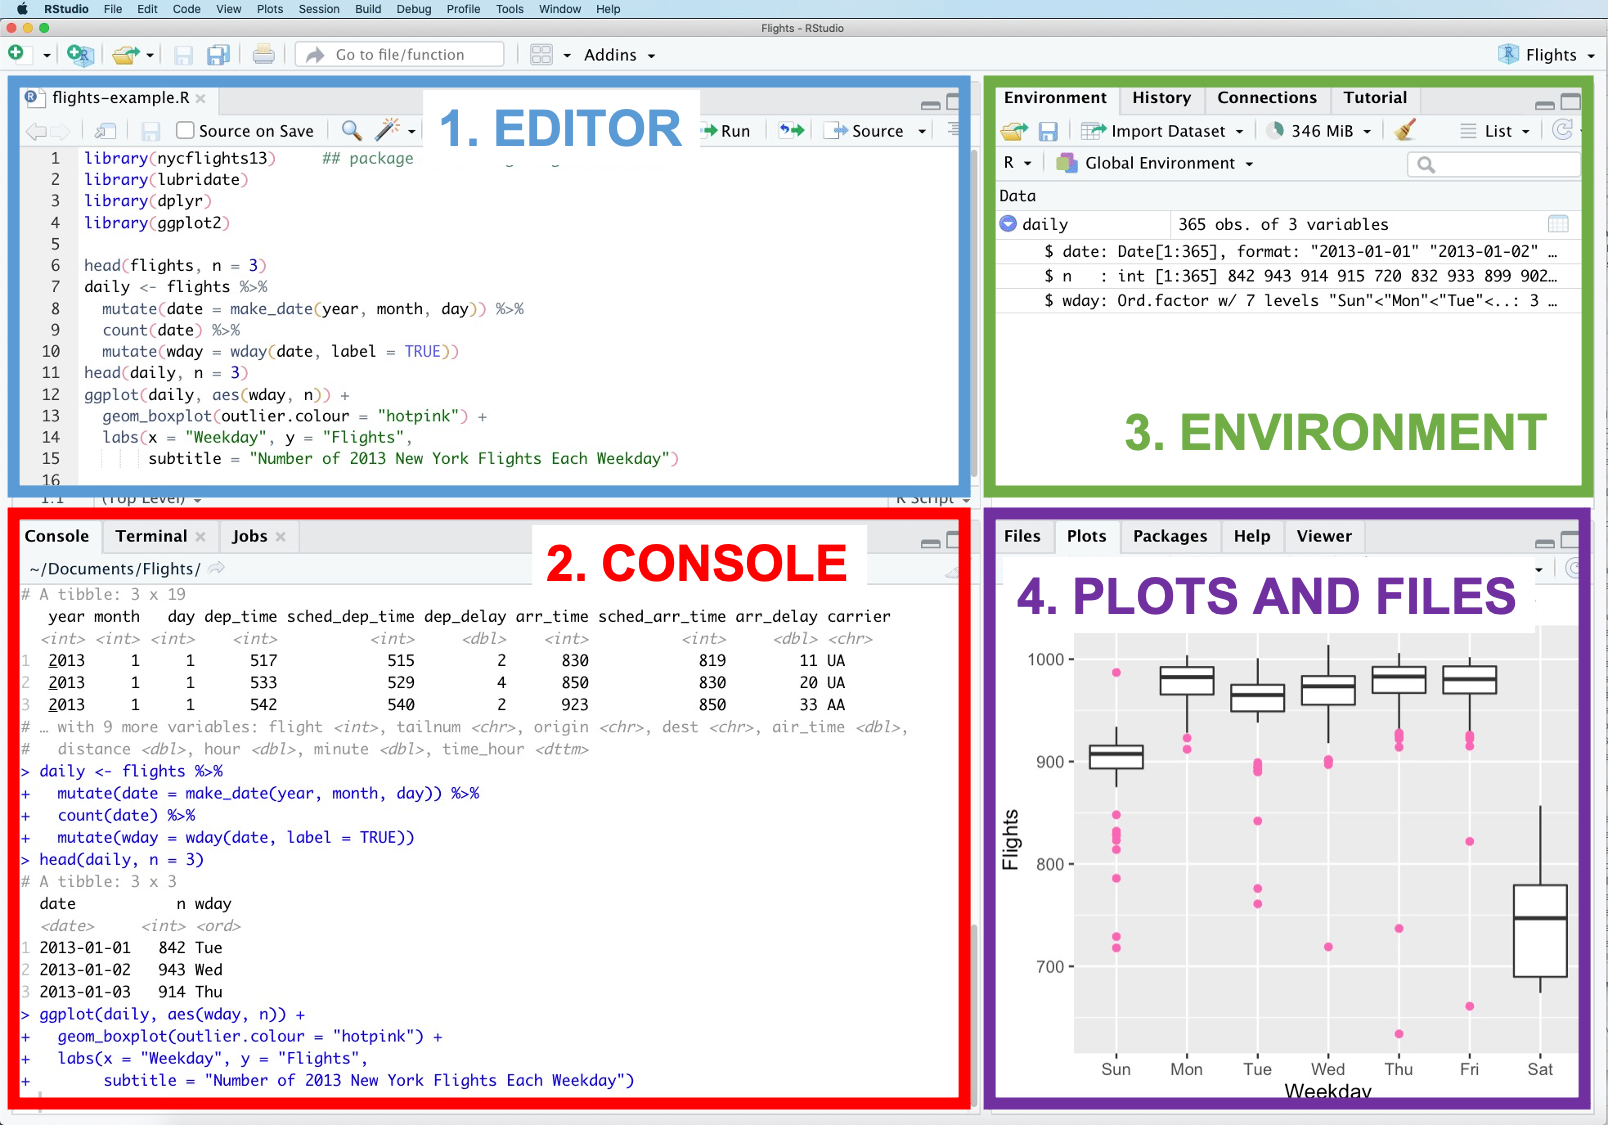 RStudio File Edit Code View Plots Session Build Debug Profile Tools Window Help
Flights - RStudio
Go to file/function Addins Flights
flights-example.R
1. EDITOR
Source on Save Run Source
1 library(nycflights13) ## package
2 library(lubridate)
3 library(dplyr)
4 library(ggplot2)
5
6 head(flights, n = 3)
7 daily <- flights %>%
8 mutate(date = make_date(year, month, day)) %>%
9 count(date) %>%
10 mutate(wday = wday(date, label = TRUE))
11 head(daily, n = 3)
12 ggplot(daily, aes(wday, n)) +
13 geom_boxplot(outlier.colour = "hotpink") +
14 labs(x = "Weekday", y = "Flights",
15 subtitle = "Number of 2013 New York Flights Each Weekday")
16
1:1 (Top Level) R Script
Console Terminal Jobs
2. CONSOLE
~/Documents/Flights/
# A tibble: 3 x 19
year month day dep_time sched_dep_time dep_delay arr_time sched_arr_time arr_delay carrier
<int> <int> <int> <int> <int> <dbl> <int> <int> <dbl> <chr>
1 2013 1 1 517 515 2 830 819 11 UA
2 2013 1 1 533 529 4 850 830 20 UA
3 2013 1 1 542 540 2 923 850 33 AA
# … with 9 more variables: flight <int>, tailnum <chr>, origin <chr>, dest <chr>, air_time <dbl>,
# distance <dbl>, hour <dbl>, minute <dbl>, time_hour <dttm>
> daily <- flights %>%
+ mutate(date = make_date(year, month, day)) %>%
+ count(date) %>%
+ mutate(wday = wday(date, label = TRUE))
> head(daily, n = 3)
# A tibble: 3 x 3
date n wday
<date> <int> <ord>
1 2013-01-01 842 Tue
2 2013-01-02 943 Wed
3 2013-01-03 914 Thu
> ggplot(daily, aes(wday, n)) +
+ geom_boxplot(outlier.colour = "hotpink") +
+ labs(x = "Weekday", y = "Flights",
+ subtitle = "Number of 2013 New York Flights Each Weekday")
Environment History Connections Tutorial
Import Dataset 346 MiB List
R Global Environment
Data
daily 365 obs. of 3 variables
$ date: Date[1:365], format: "2013-01-01" "2013-01-02" …
$ n : int [1:365] 842 943 914 915 720 832 933 899 902…
$ wday: Ord.factor w/ 7 levels "Sun"<"Mon"<"Tue"<..: 3 …
3. ENVIRONMENT
Files Plots Packages Help Viewer
4. PLOTS AND FILES
1000
900
800
700
Flights
Sun Mon Tue Wed Thu Fri Sat
Weekday